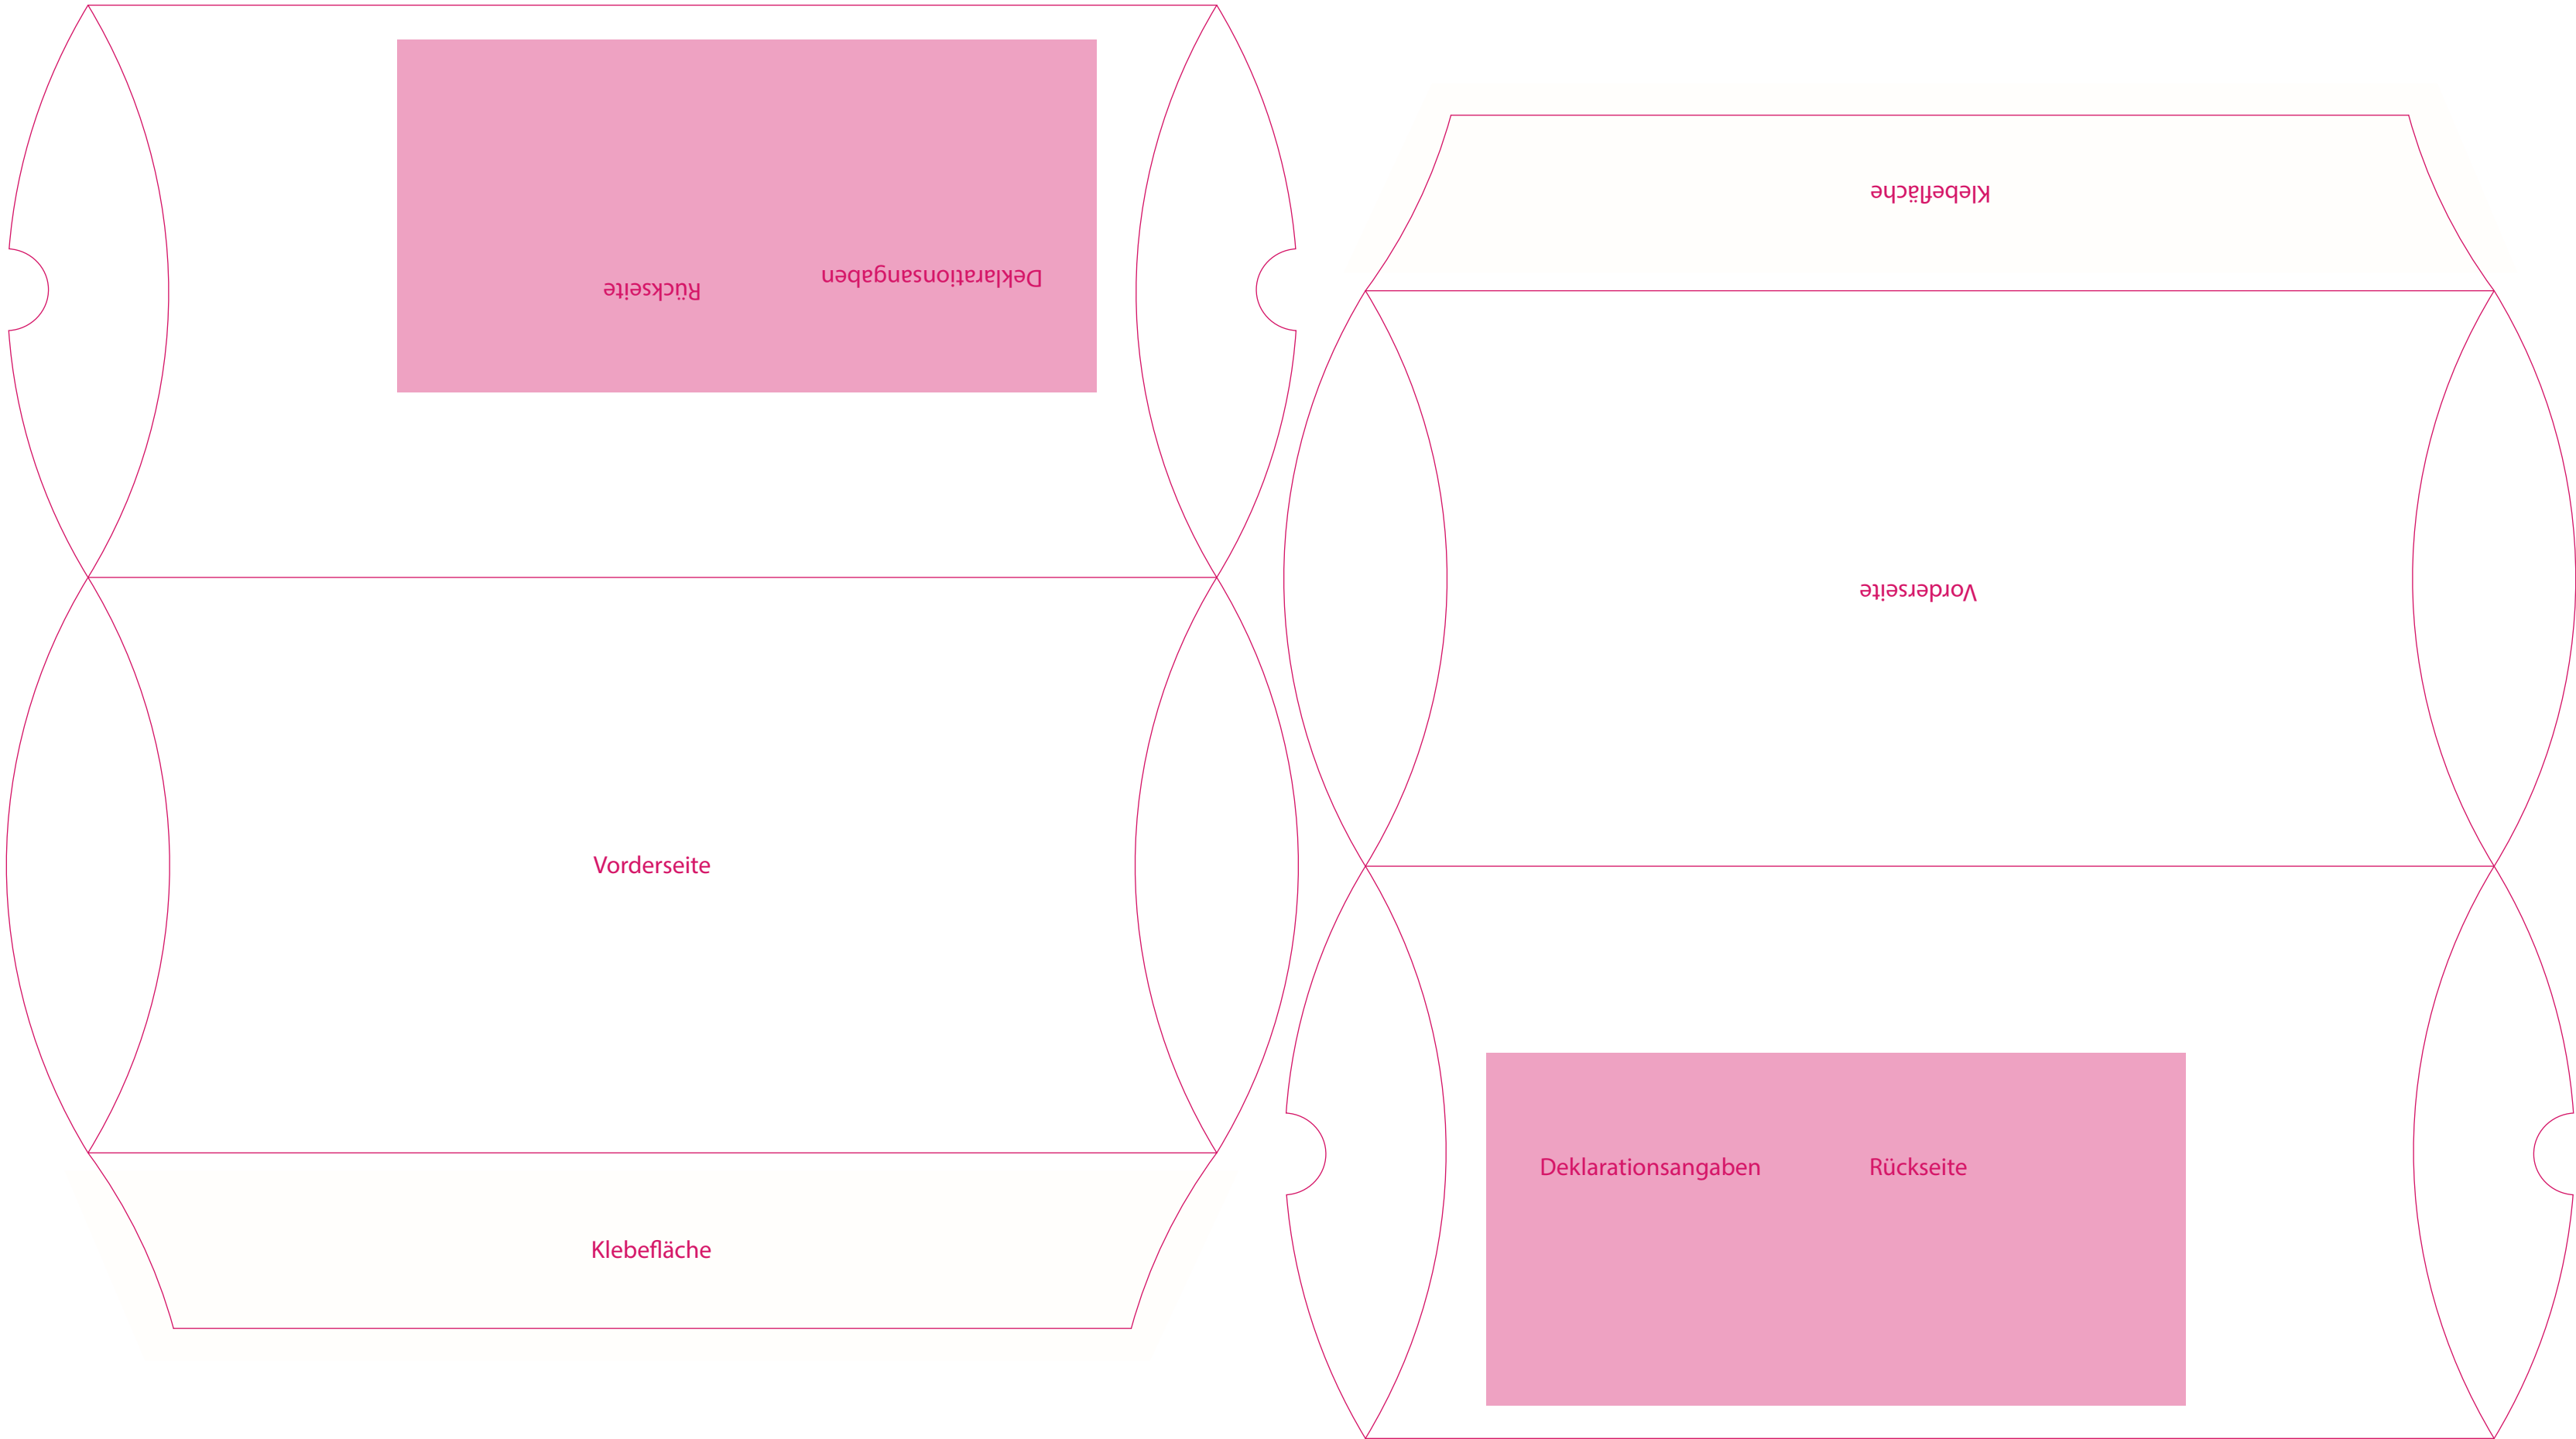 Rückseite
Deklarationsangaben
Vorderseite
Klebefläche
Klebefläche
Vorderseite
Deklarationsangaben
Rückseite